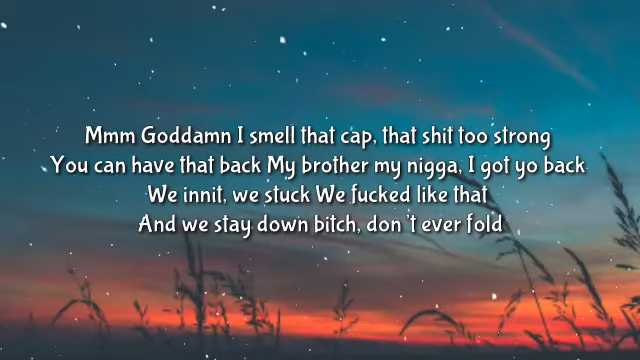 Mmm Goddamn I smell that cap, that shit too strong
You can have that back My brother my nigga, I got yo back
We innit, we stuck We fucked like that
And we stay down bitch, don 't ever fold